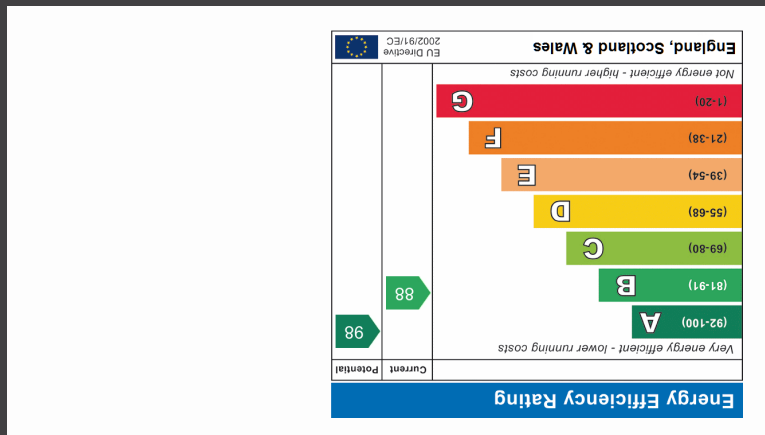 Energy Efficiency Rating
Current Potential
Very energy efficient - lower running costs
(92-100) A
98
(81-91) B
88
(69-80) C
(55-68) D
(39-54) E
(21-38) F
(1-20) G
Not energy efficient - higher running costs
England, Scotland & Wales
EU Directive
2002/91/EC